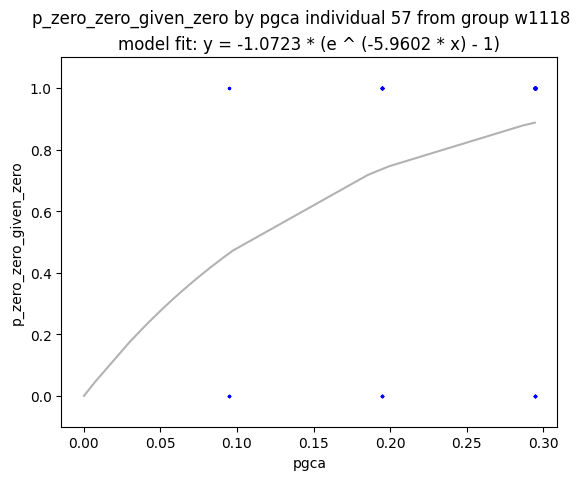 p_zero_zero_given_zero by pgca individual 57 from group w1118
model fit: y = -1.0723 * (e ^ (-5.9602 * x) - 1)
1.0
0.8
0.6
0.4
0.2
0.0
p_zero_zero_given_zero
0.00 0.05 0.10 0.15 0.20 0.25 0.30
pgca